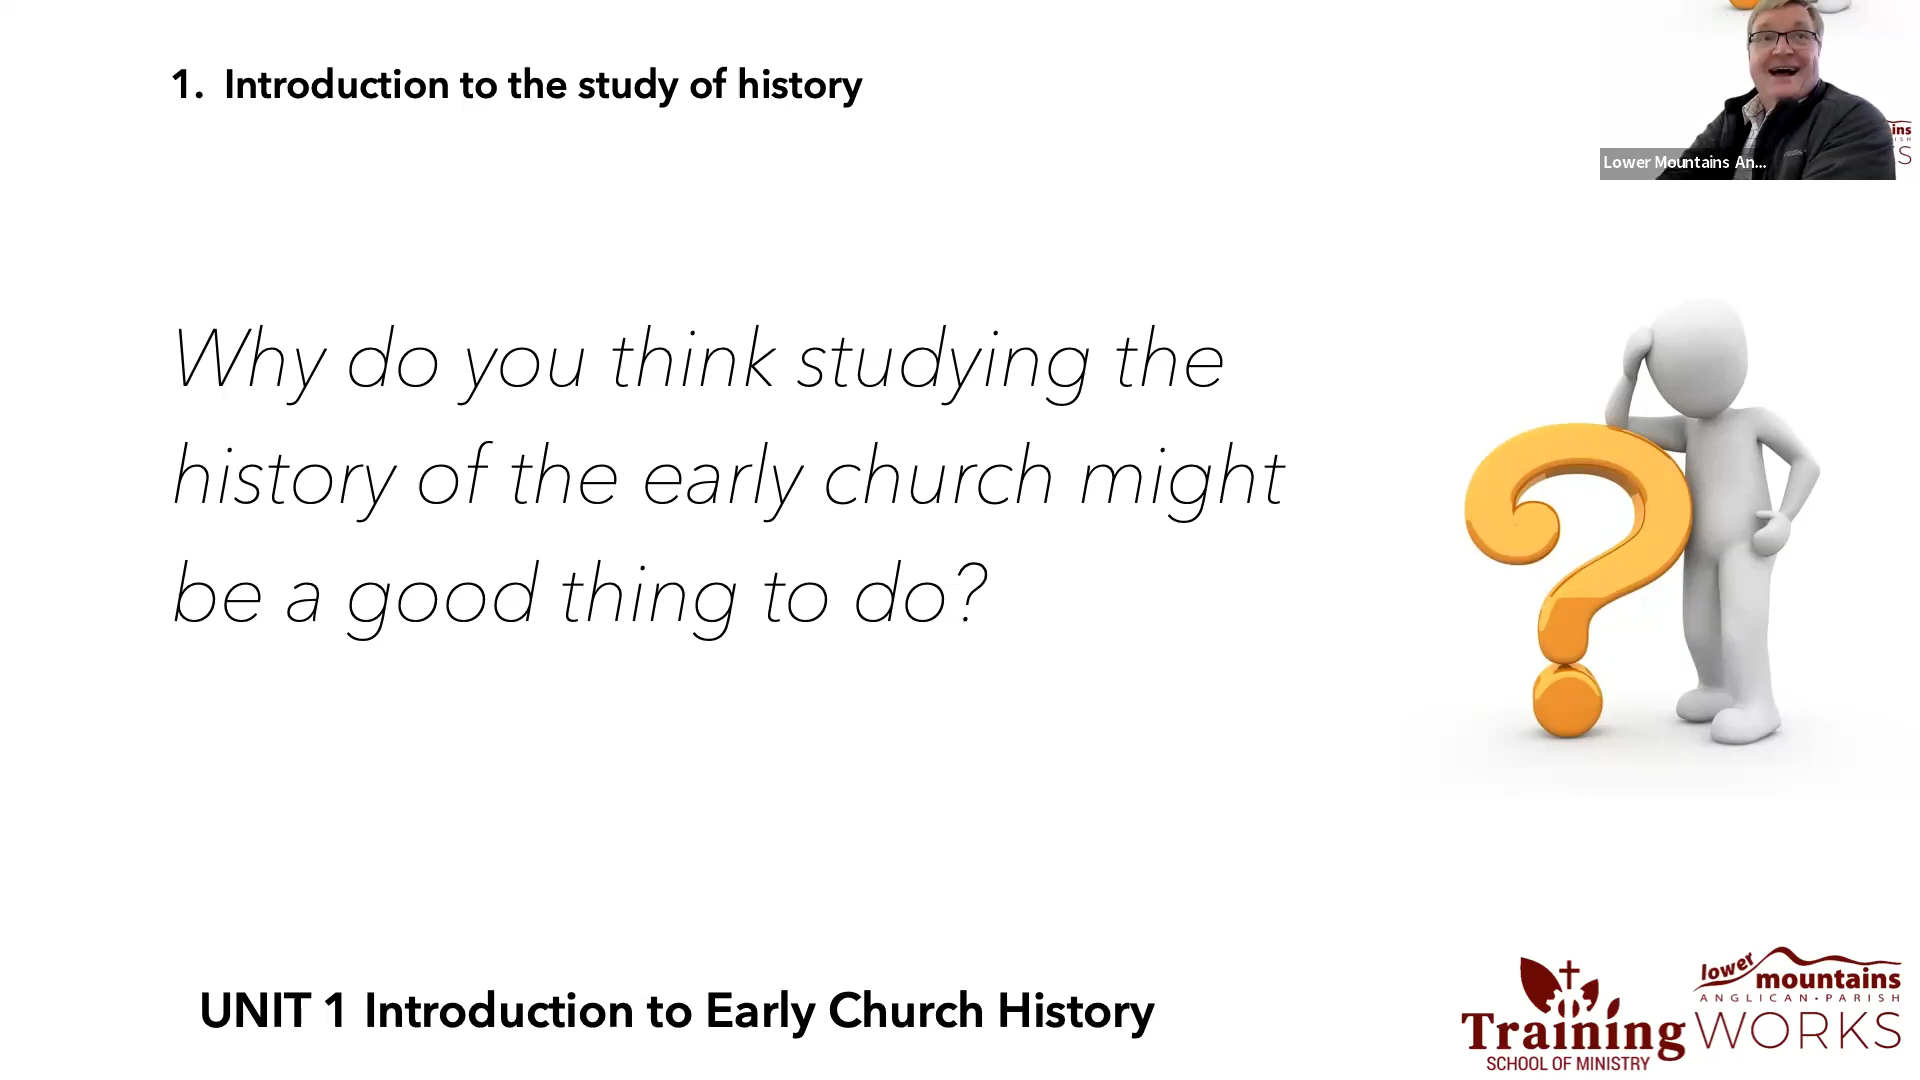 1. Introduction to the study of history
ins
SH
S
Lower Mountains An...
Why do you think studying the
history of the early church might
be a good thing to do?
UNIT 1 Introduction to Early Church History
Training
SCHOOL OF MINISTRY
lower
mountains
ANGLICAN•PARISH
WORKS